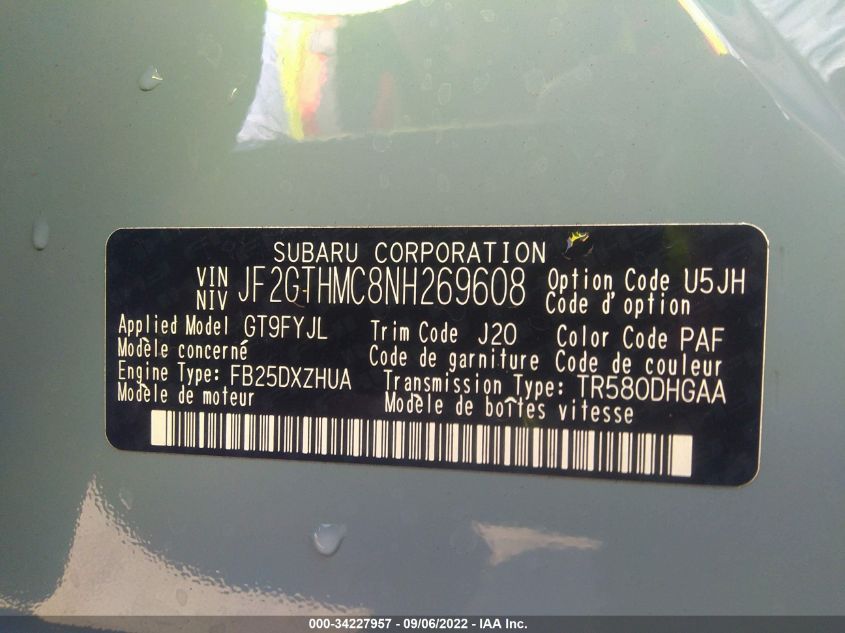 SUBARU CORPORATION
VIN NIV JF2GTHMC8NH269608 Option Code U5JH
Code d'option
Applied Model GT9FYJL Trim Code J20 Color Code PAF
Modèle concerné Code de garniture Code de couleur
Engine Type: FB25DXZHUA Transmission Type: TR580DHGAA
Modèle de moteur Modèle de boîtes vitesse
000-34227957 - 09/06/2022 - IAA Inc.